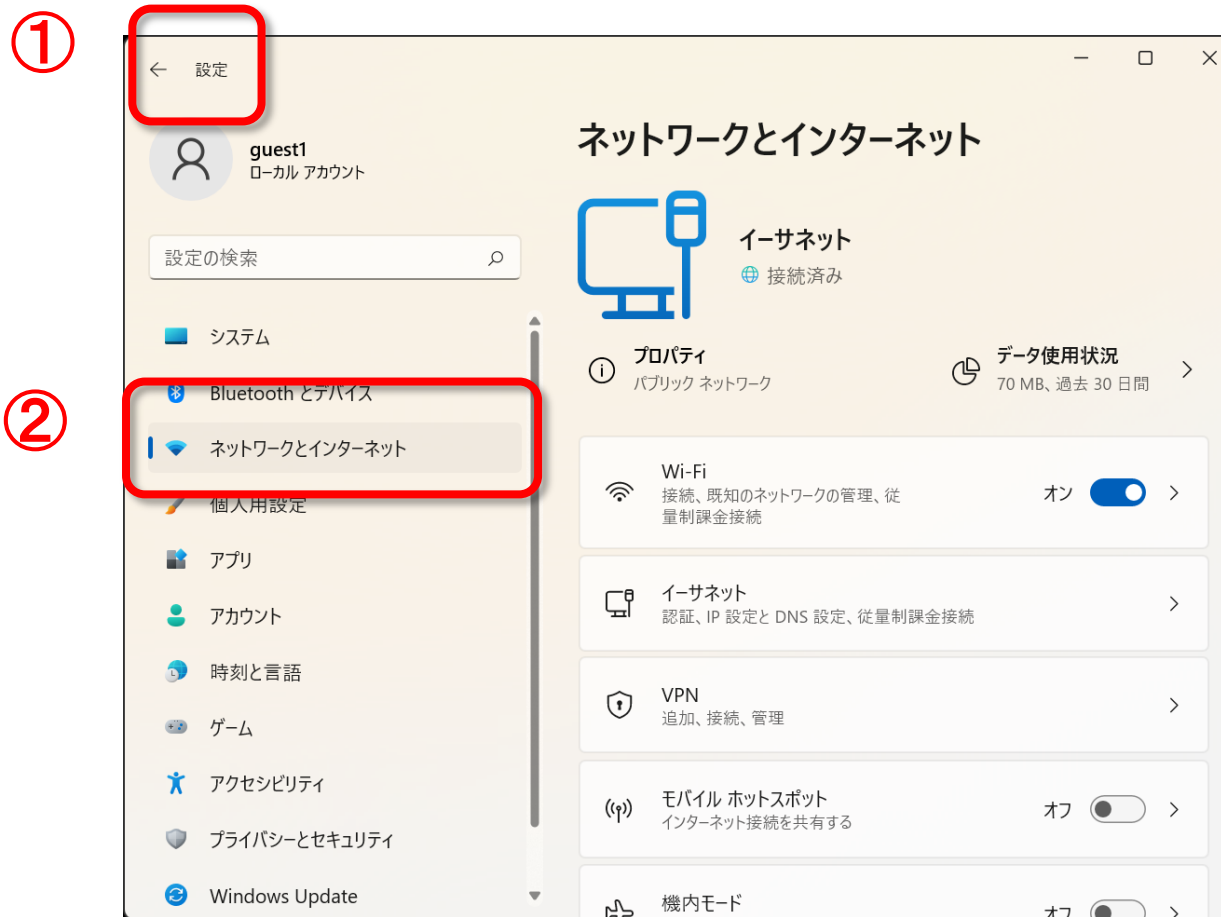 ①
設定
guest1
ローカル アカウント
設定の検索
システム
Bluetooth とデバイス
②
ネットワークとインターネット
個人用設定
アプリ
アカウント
時刻と言語
ゲーム
アクセシビリティ
プライバシーとセキュリティ
Windows Update
ネットワークとインターネット
イーサネット
接続済み
プロパティ
パブリック ネットワーク
データ使用状況
70 MB、過去 30 日間
Wi-Fi
接続、既知のネットワークの管理、従
量制課金接続
オン
イーサネット
認証、IP 設定と DNS 設定、従量制課金接続
VPN
追加、接続、管理
モバイル ホットスポット
インターネット接続を共有する
オフ
機内モード
オフ